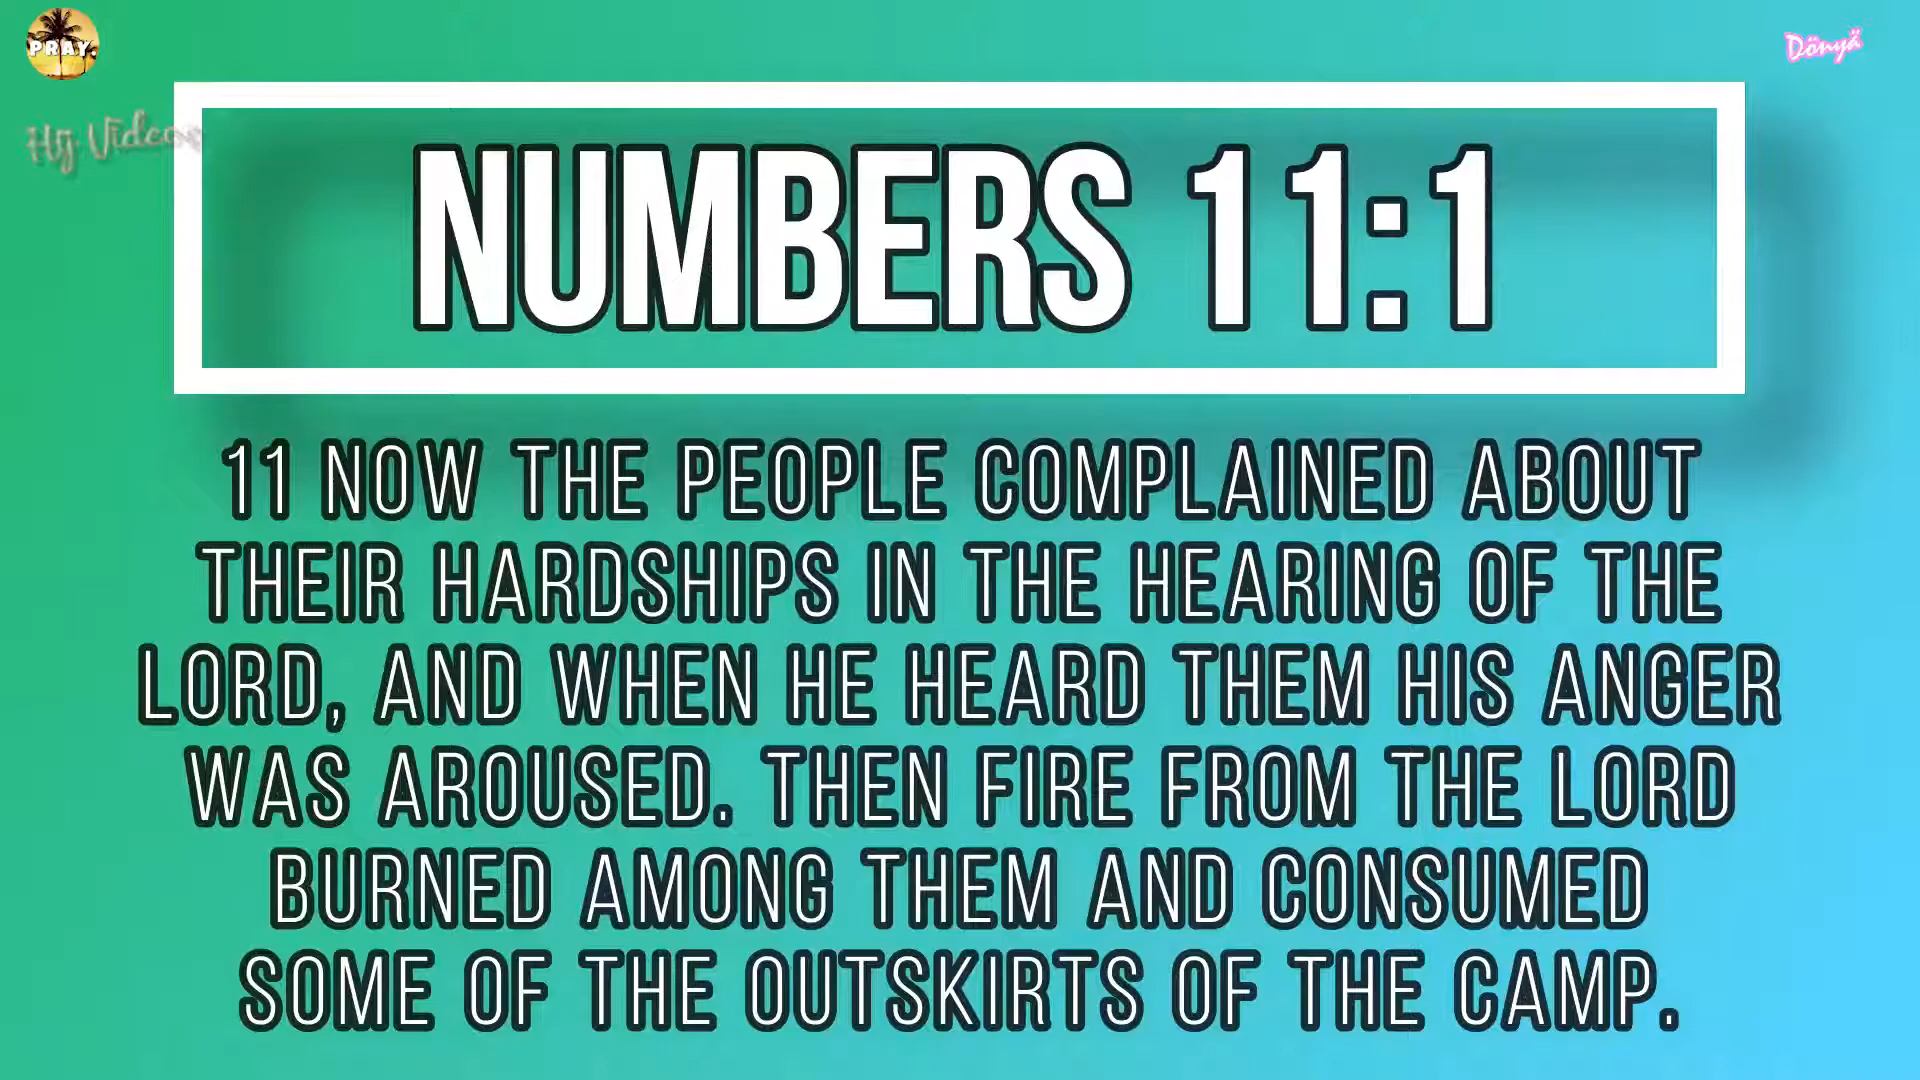 PRAY.
Dönyä
Hy Videos
NUMBERS 11:1
11 NOW THE PEOPLE COMPLAINED ABOUT
THEIR HARDSHIPS IN THE HEARING OF THE
LORD, AND WHEN HE HEARD THEM HIS ANGER
WAS AROUSED. THEN FIRE FROM THE LORD
BURNED AMONG THEM AND CONSUMED
SOME OF THE OUTSKIRTS OF THE CAMP.